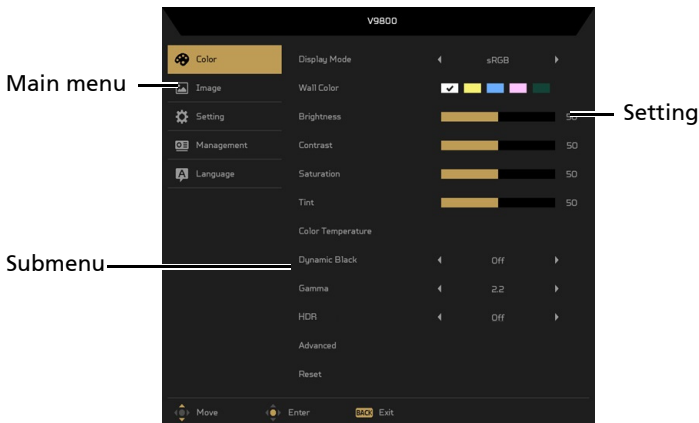 V9800
Color
Display Mode sRGB
Main menu
Image
Wall Color
Setting
Brightness 50
Setting
Management
Contrast 50
Language
Saturation 50
Tint 50
Color Temperature
Submenu
Dynamic Black Off
Gamma 2.2
HDR Off
Advanced
Reset
Move Enter BACK Exit